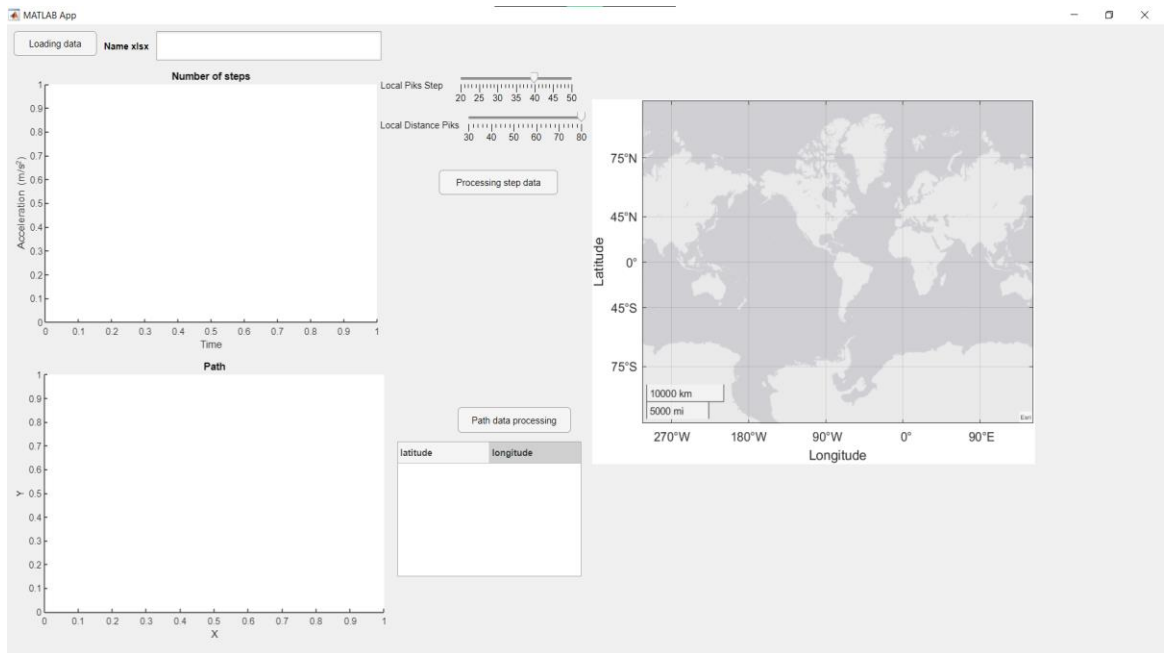 MATLAB App
Loading data
Name xlsx
Number of steps
1
0.9
0.8
0.7
0.6
0.5
0.4
0.3
0.2
0.1
0
Acceleration (m/s²)
0 0.1 0.2 0.3 0.4 0.5 0.6 0.7 0.8 0.9 1
Time
Local Piks Step
20 25 30 35 40 45 50
Local Distance Piks
30 40 50 60 70 80
Processing step data
Path
1
0.9
0.8
0.7
0.6
0.5
0.4
0.3
0.2
0.1
0
Y
0 0.1 0.2 0.3 0.4 0.5 0.6 0.7 0.8 0.9 1
X
Path data processing
latitude longitude
75°N
45°N
0°
45°S
75°S
Latitude
10000 km
5000 mi
Esri
270°W 180°W 90°W 0° 90°E
Longitude